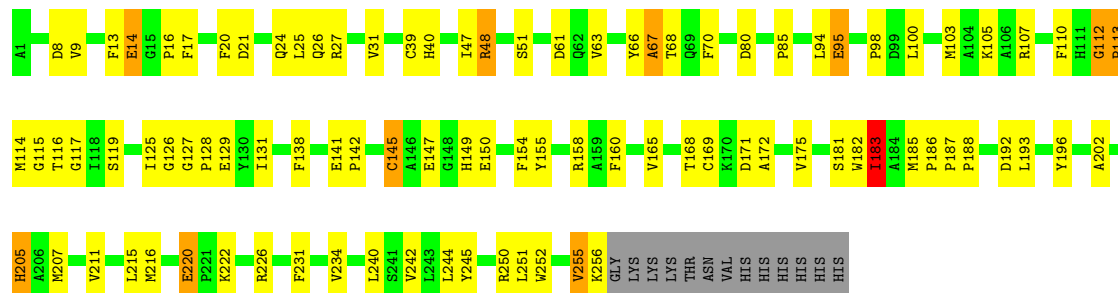 A1 D8 V9 F13 E14 G15 P16 F17 F20 D21 Q24 L25 Q26 R27 V31 C39 H40 I47 R48 S51 D61 Q62 V63 Y66 A67 T68 Q69 F70 D80 P85 L94 E95 P98 D99 L100 M103 A104 K105 A106 R107 F110 H111 G112 P113
M114 G115 T116 G117 I118 S119 I125 G126 G127 P128 E129 Y130 I131 F138 E141 P142 C145 A146 E147 G148 H149 E150 F154 Y155 R158 A159 F160 V165 T168 C169 K170 D171 A172 V175 S181 W182 I183 A184 M185 P186 P187 P188 D192 L193 Y196 A202
H205 A206 M207 V211 L215 M216 E220 P221 K222 R226 F231 V234 L240 S241 V242 L243 L244 Y245 R250 L251 W252 V255 K256 GLY LYS LYS LYS THR ASN VAL HIS HIS HIS HIS HIS HIS